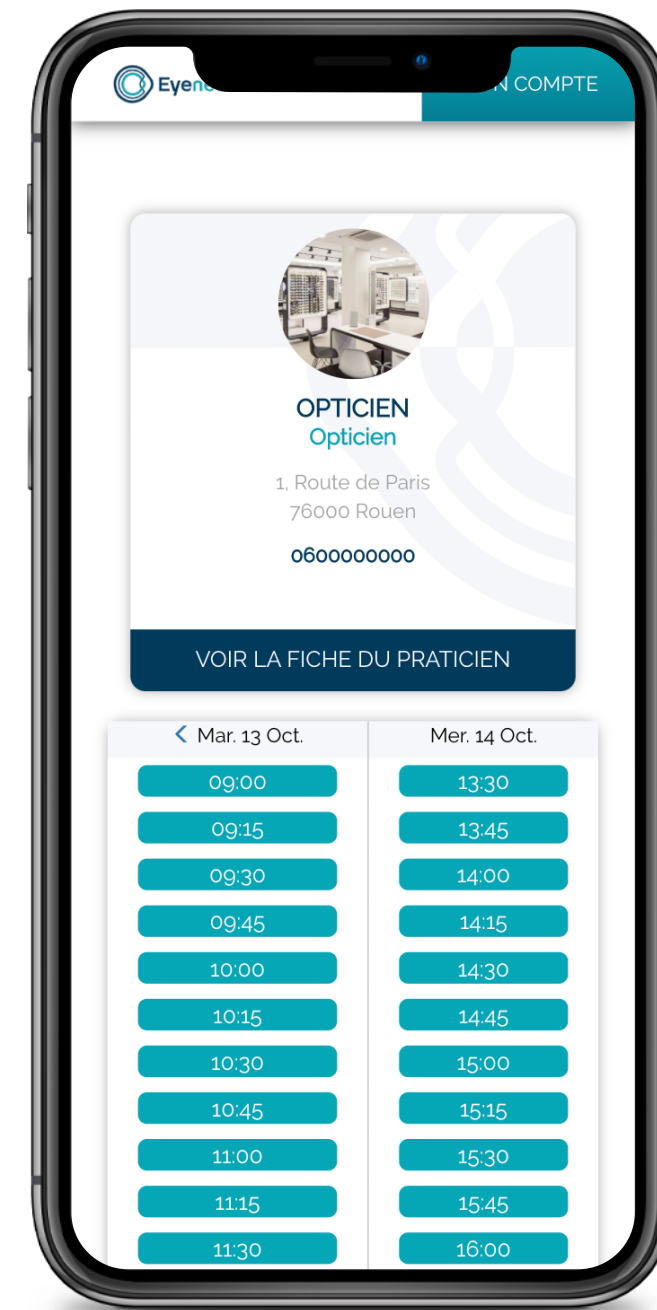 MON COMPTE
OPTICIEN
Opticien
1, Route de Paris
76000 Rouen
0600000000
VOIR LA FICHE DU PRATICIEN
Mar. 13 Oct. Mer. 14 Oct.
09:00 13:30
09:15 13:45
09:30 14:00
09:45 14:15
10:00 14:30
10:15 14:45
10:30 15:00
10:45 15:15
11:00 15:30
11:15 15:45
11:30 16:00